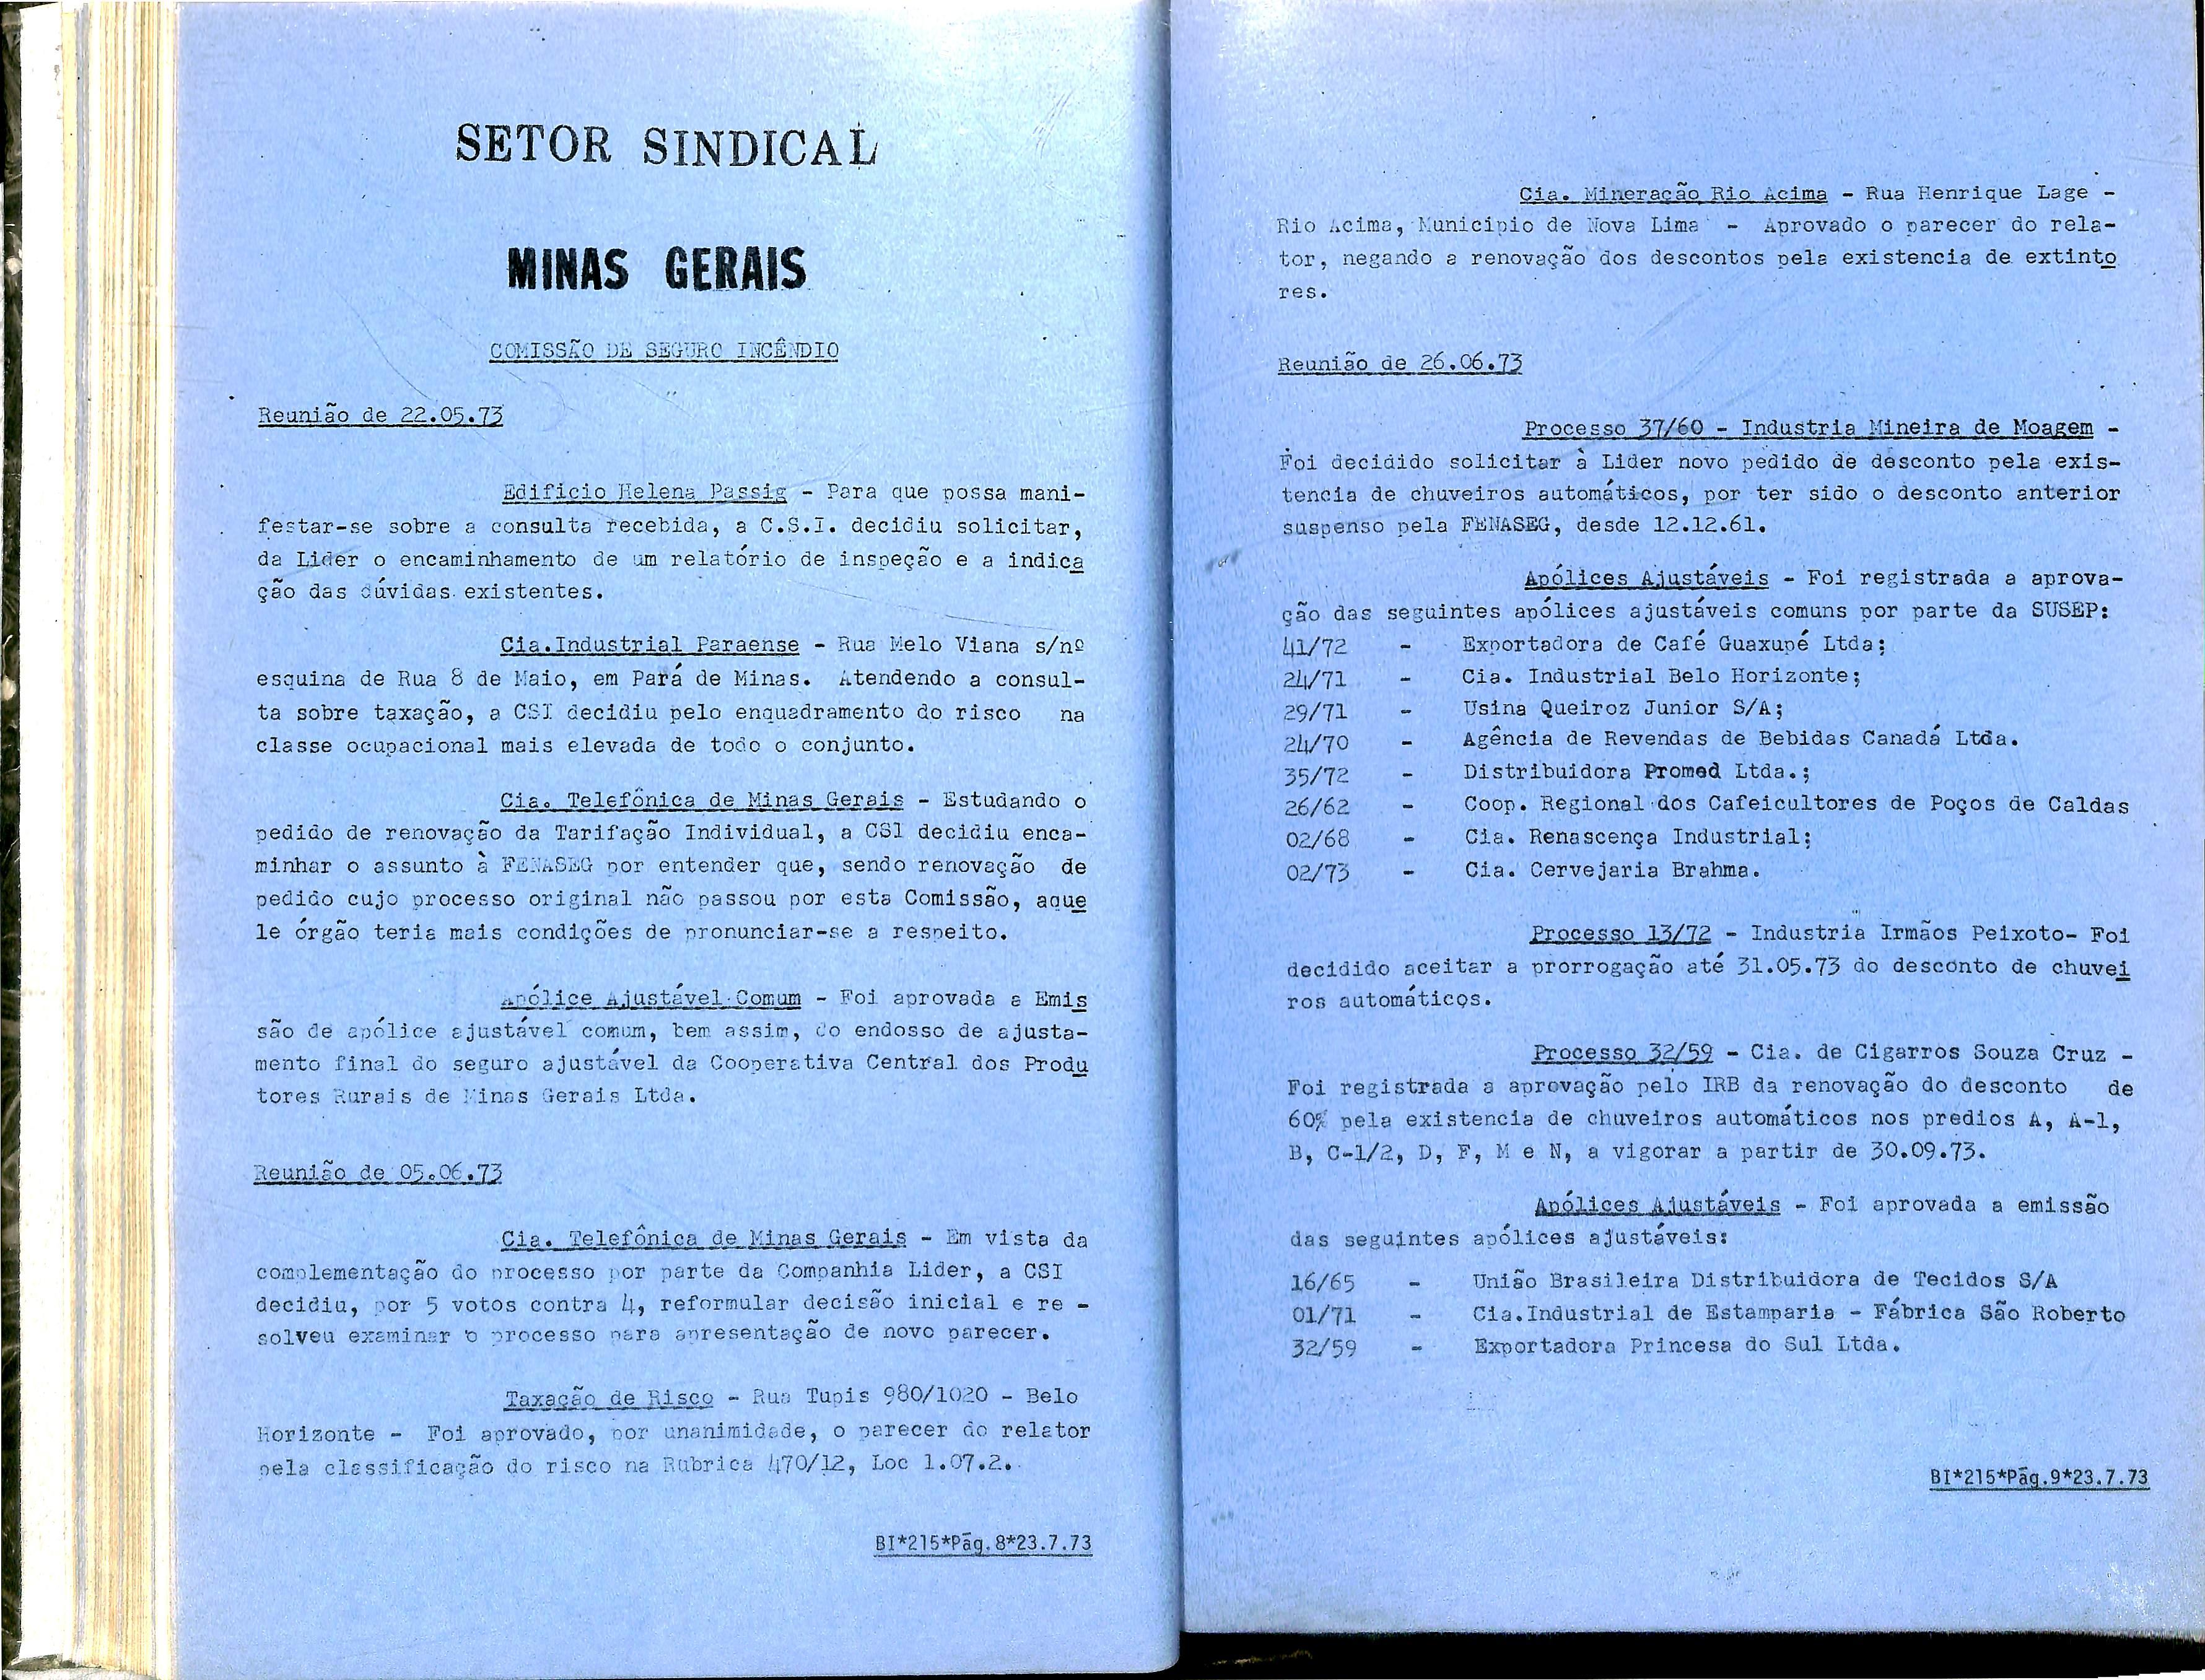 SETOR SINDICAL
MINAS GERAIS
COMISSÃO DE SEGURO INCÊNDIO
Reunião de 22.05.73
Edificio Helena Passig - Para que possa mani-
festar-se sobre a consulta recebida, a C.S.I. decidiu solicitar,
da Lider o encaminhamento de um relatório de inspeção e a indica
ção das dúvidas existentes.
Cia.Industrial Paraense - Rua Melo Viana s/nº
esquina de Rua 8 de Maio, em Pará de Minas. Atendendo a consul-
ta sobre taxação, a CSI decidiu pelo enquadramento do risco na
classe ocupacional mais elevada de todo o conjunto.
Cia. Telefônica de Minas Gerais - Estudando o
pedido de renovação da Tarifação Individual, a CSI decidiu enca-
minhar o assunto à FENASEG por entender que, sendo renovação de
pedido cujo processo original não passou por esta Comissão, aque
le órgão teria mais condições de pronunciar-se a respeito.
Apólice Ajustável Comum - Foi aprovada a Emis
são de apólice ajustável comum, bem assim, do endosso de ajusta-
mento final do seguro ajustável da Cooperativa Central dos Produ
tores Rurais de Minas Gerais Ltda.
Reunião de 05.06.73
Cia. Telefônica de Minas Gerais - Em vista da
complementação do processo por parte da Companhia Lider, a CSI
decidiu, por 5 votos contra 4, reformular decisão inicial e re -
solveu examinar o processo para apresentação de novo parecer.
Taxação de Risco - Rua Tupis 980/1020 - Belo
Horizonte - Foi aprovado, por unanimidade, o parecer do relator
pela classificação do risco na Rubrica 470/12, Loc 1.07.2.
BI*215*Pág.8*23.7.73
Cia. Mineração Rio Acima - Rua Henrique Lage -
Rio Acima, Municipio de Nova Lima - Aprovado o parecer do rela-
tor, negando a renovação dos descontos pela existencia de extinto
res.
Reunião de 26.06.73
Processo 37/60 - Industria Mineira de Moagem -
Foi decidido solicitar à Lider novo pedido de desconto pela exis-
tencia de chuveiros automáticos, por ter sido o desconto anterior
suspenso pela FENASEG, desde 12.12.61.
Apólices Ajustáveis - Foi registrada a aprova-
ção das seguintes apólices ajustáveis comuns por parte da SUSEP:
41/72 - Exportadora de Café Guaxupé Ltda;
24/71 - Cia. Industrial Belo Horizonte;
29/71 - Usina Queiroz Junior S/A;
24/70 - Agência de Revendas de Bebidas Canadá Ltda.
35/72 - Distribuidora Promed Ltda.;
26/62 - Coop. Regional dos Cafeicultores de Poços de Caldas
02/68 - Cia. Renascença Industrial;
02/73 - Cia. Cervejaria Brahma.
Processo 13/72 - Industria Irmãos Peixoto- Foi
decidido aceitar a prorrogação até 31.05.73 do desconto de chuvei
ros automáticos.
Processo 32/59 - Cia. de Cigarros Souza Cruz -
Foi registrada a aprovação pelo IRB da renovação do desconto de
60% pela existencia de chuveiros automáticos nos predios A, A-1,
B, C-1/2, D, F, M e N, a vigorar a partir de 30.09.73.
Apólices Ajustáveis - Foi aprovada a emissão
das seguintes apólices ajustáveis:
16/65 - União Brasileira Distribuidora de Tecidos S/A
01/71 - Cia.Industrial de Estamparia - Fábrica São Roberto
32/59 - Exportadora Princesa do Sul Ltda.
BI*215*Pág.9*23.7.73